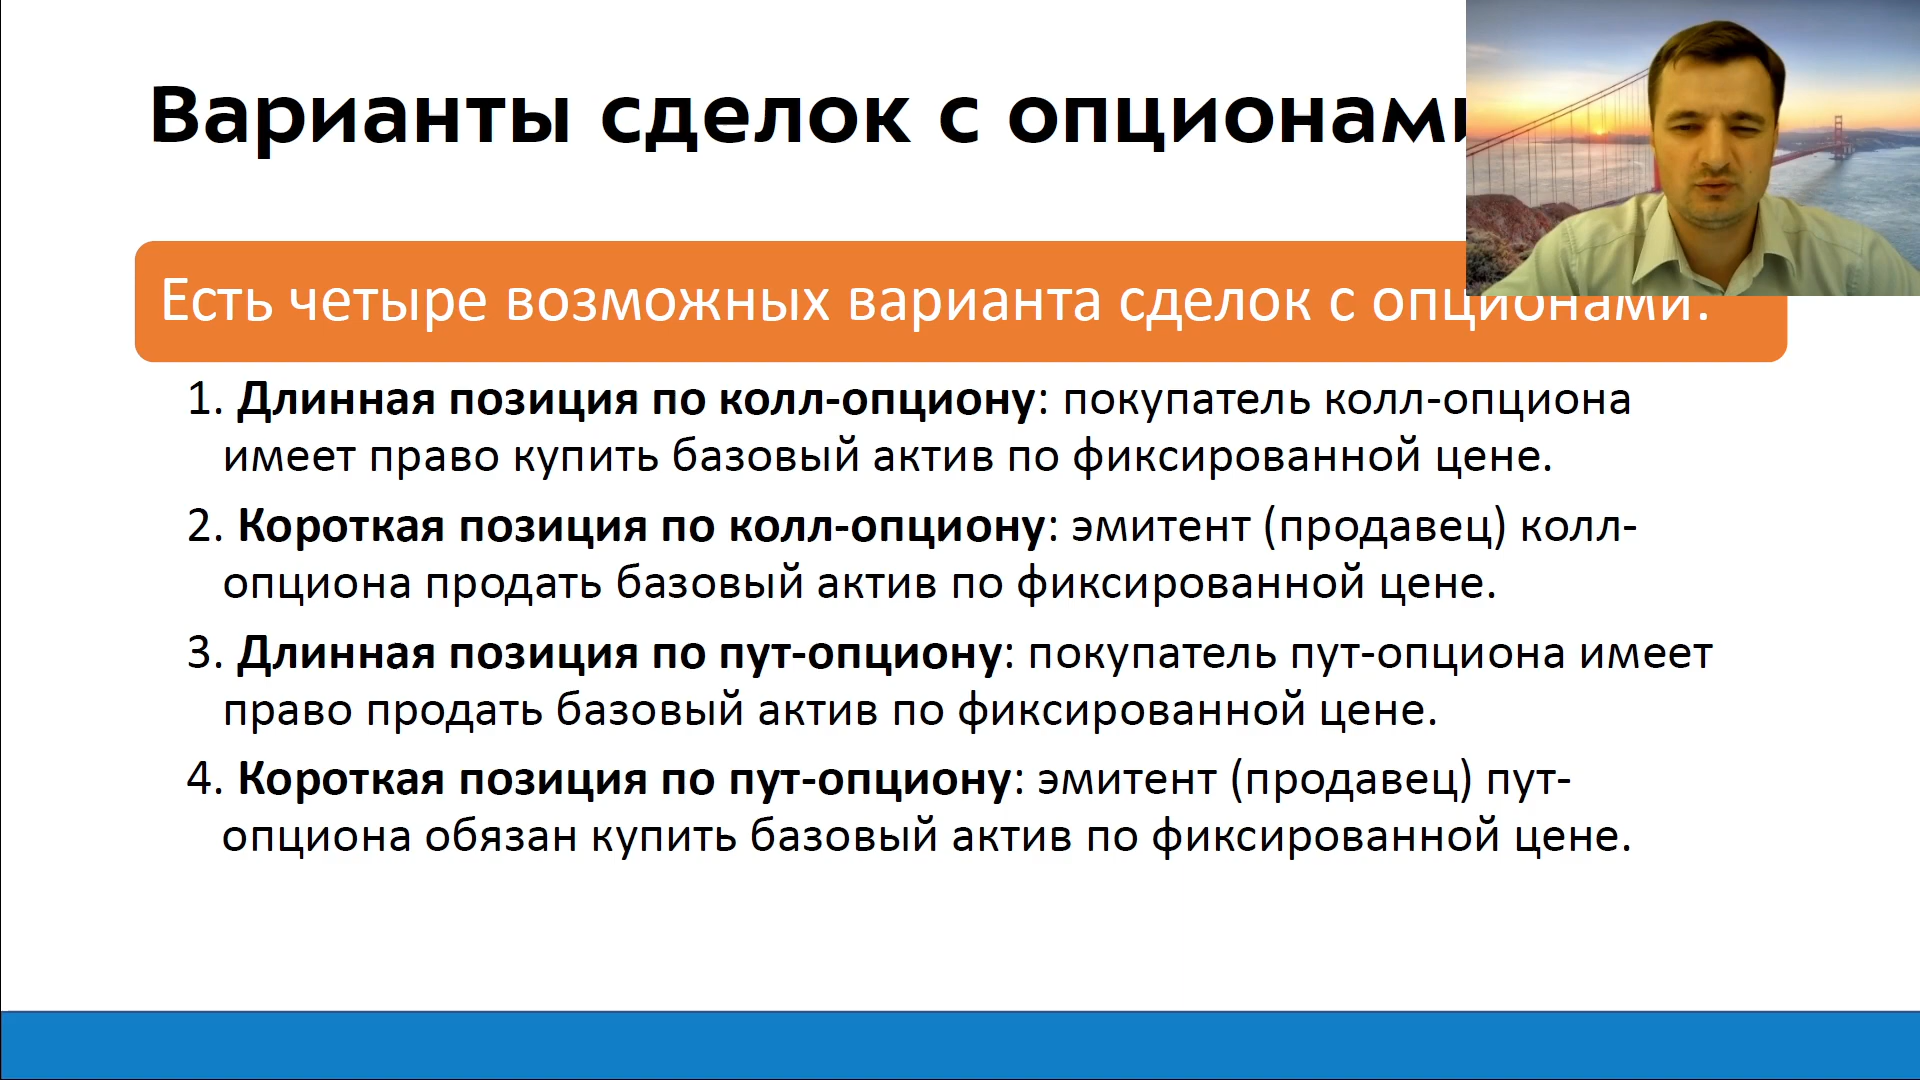 Варианты сделок с опционами
Есть четыре возможных варианта сделок с опционами.
1. Длинная позиция по колл-опциону: покупатель колл-опциона
имеет право купить базовый актив по фиксированной цене.
2. Короткая позиция по колл-опциону: эмитент (продавец) колл-
опциона продать базовый актив по фиксированной цене.
3. Длинная позиция по пут-опциону: покупатель пут-опциона имеет
право продать базовый актив по фиксированной цене.
4. Короткая позиция по пут-опциону: эмитент (продавец) пут-
опциона обязан купить базовый актив по фиксированной цене.